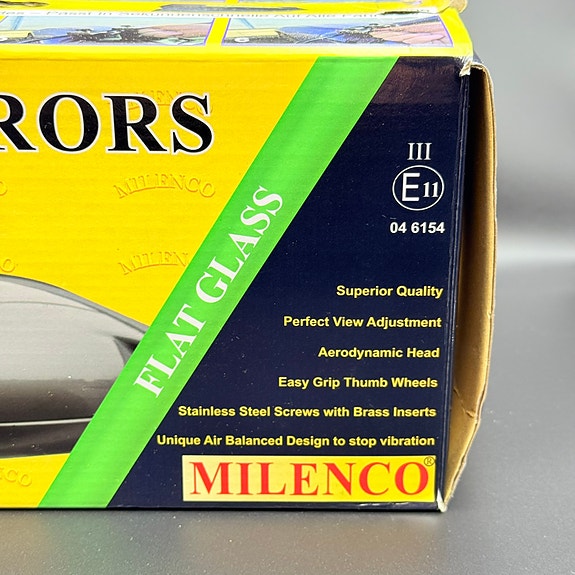 RORS
MILENCO
III
E11
04 6154
FLAT GLASS
Superior Quality
Perfect View Adjustment
Aerodynamic Head
Easy Grip Thumb Wheels
Stainless Steel Screws with Brass Inserts
Unique Air Balanced Design to stop vibration
MILENCO®